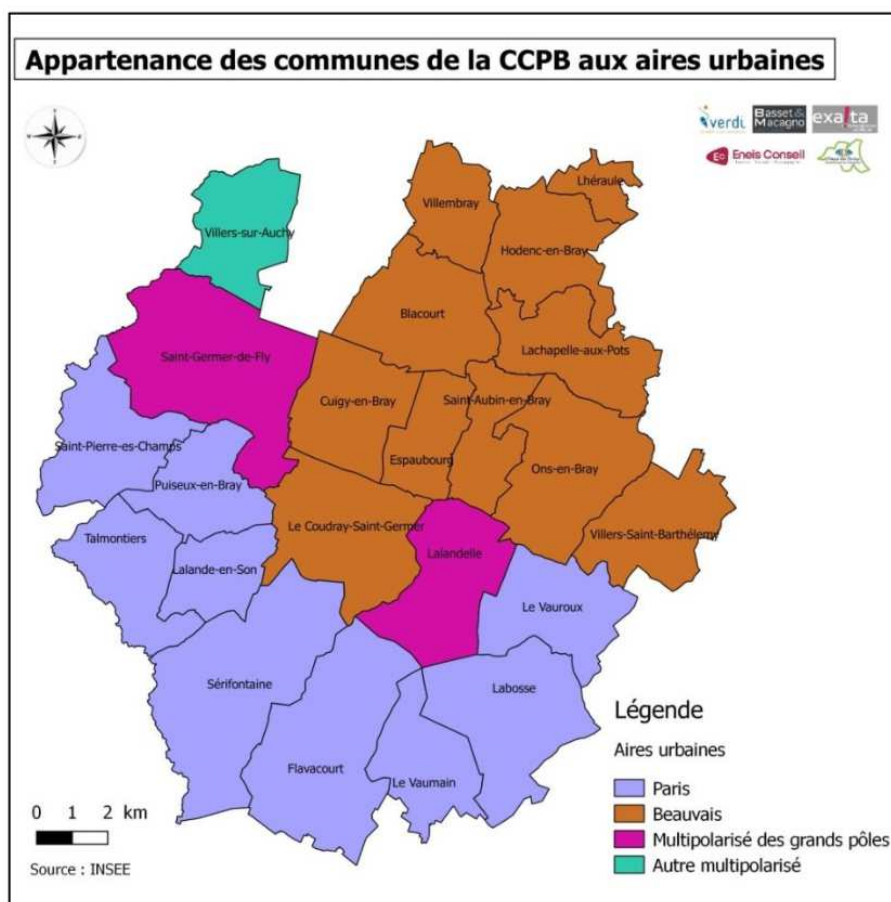 Appartenance des communes de la CCPB aux aires urbaines
verdi
Basset &
Macagno
exalta
Eneis Conseil
Lhéraule
Villembray
Villers-sur-Auchy
Hodenc-en-Bray
Blacourt
Lachapelle-aux-Pots
Saint-Germer-de-Fly
Cuigy-en-Bray
Saint-Aubin-en-Bray
Saint-Pierre-es-Champs
Espaubourg
Ons-en-Bray
Puiseux-en-Bray
Le Coudray-Saint-Germer
Villers-Saint-Barthélemy
Talmontiers
Lalandelle
Lalande-en-Son
Le Vauroux
Sérifontaine
Labosse
Flavacourt
Le Vaumain
Légende
Aires urbaines
Paris
Beauvais
Multipolarisé des grands pôles
Autre multipolarisé
0 1 2 km
Source : INSEE